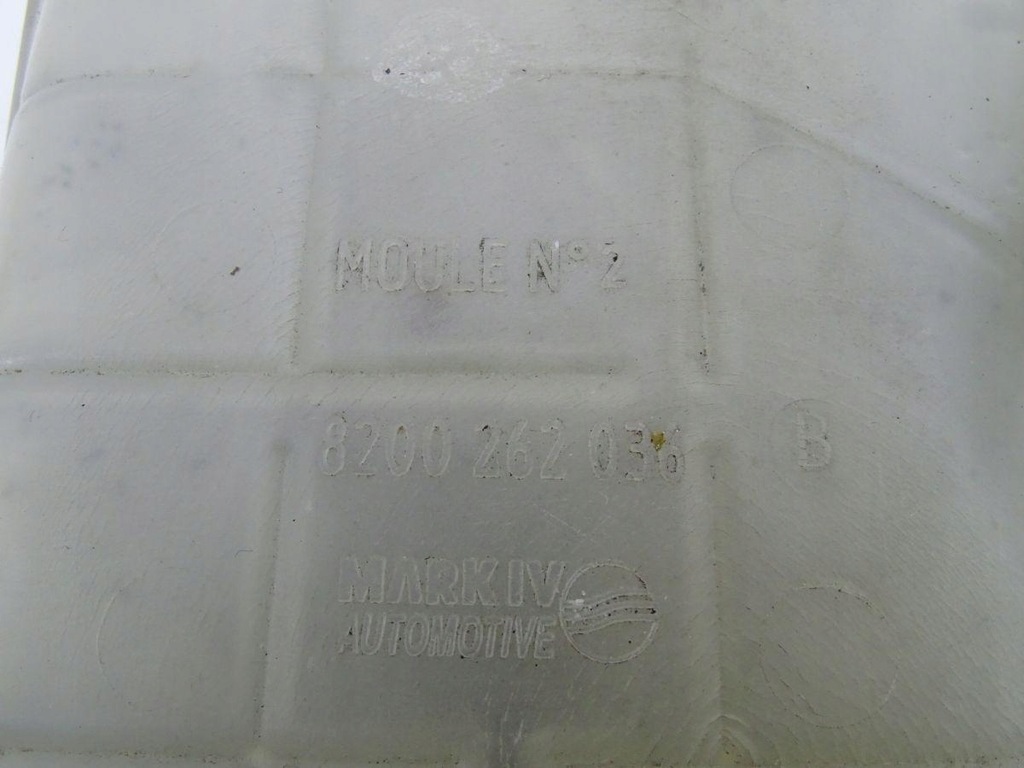 MOULE N° 2
8200 262 036 B
MARK IV
AUTOMOTIVE